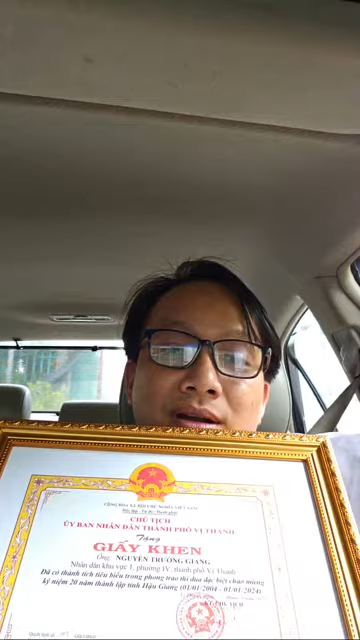 CỘNG HÒA XÃ HỘI CHỦ NGHĨA VIỆT NAM
Độc lập - Tự do - Hạnh phúc
CHỦ TỊCH
ỦY BAN NHÂN DÂN THÀNH PHỐ VỊ THANH
Tặng
GIẤY KHEN
Ông: NGUYỄN TRƯỜNG GIANG
Nhân dân khu vực 1, phường IV, thành phố Vị Thanh
Đã có thành tích tiêu biểu trong phong trào thi đua đặc biệt chào mừng
kỷ niệm 20 năm thành lập tỉnh Hậu Giang (01/01/2004 - 01/01/2024)
CHỦ TỊCH